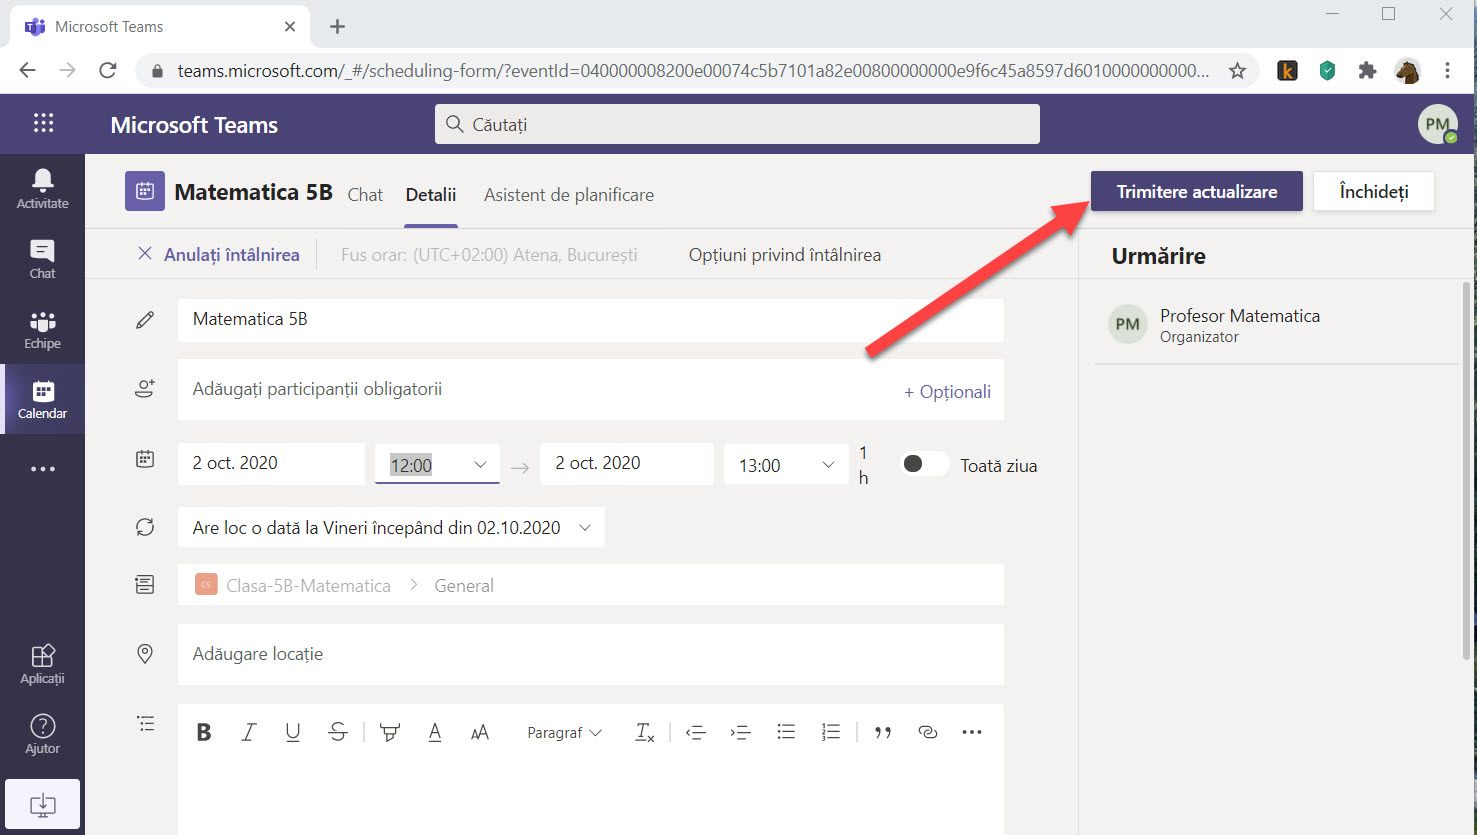 Microsoft Teams
teams.microsoft.com/_#/scheduling-form/?eventId=040000008200e00074c5b7101a82e00800000000e9f6c45a8597d6010000000000...
k
Microsoft Teams
Căutați
PM
Activitate
Chat
Echipe
Calendar
Aplicații
Ajutor
Matematica 5B
Chat
Detalii
Asistent de planificare
Trimitere actualizare
Închideți
Anulați întâlnirea
Fus orar: (UTC+02:00) Atena, București
Opțiuni privind întâlnirea
Urmărire
Matematica 5B
PM
Profesor Matematica
Organizator
Adăugați participanții obligatorii
+ Opționali
2 oct. 2020
12:00
2 oct. 2020
13:00
1
h
Toată ziua
Are loc o dată la Vineri începând din 02.10.2020
CS
Clasa-5B-Matematica
General
Adăugare locație
B
I
U
S
A
AA
Paragraf